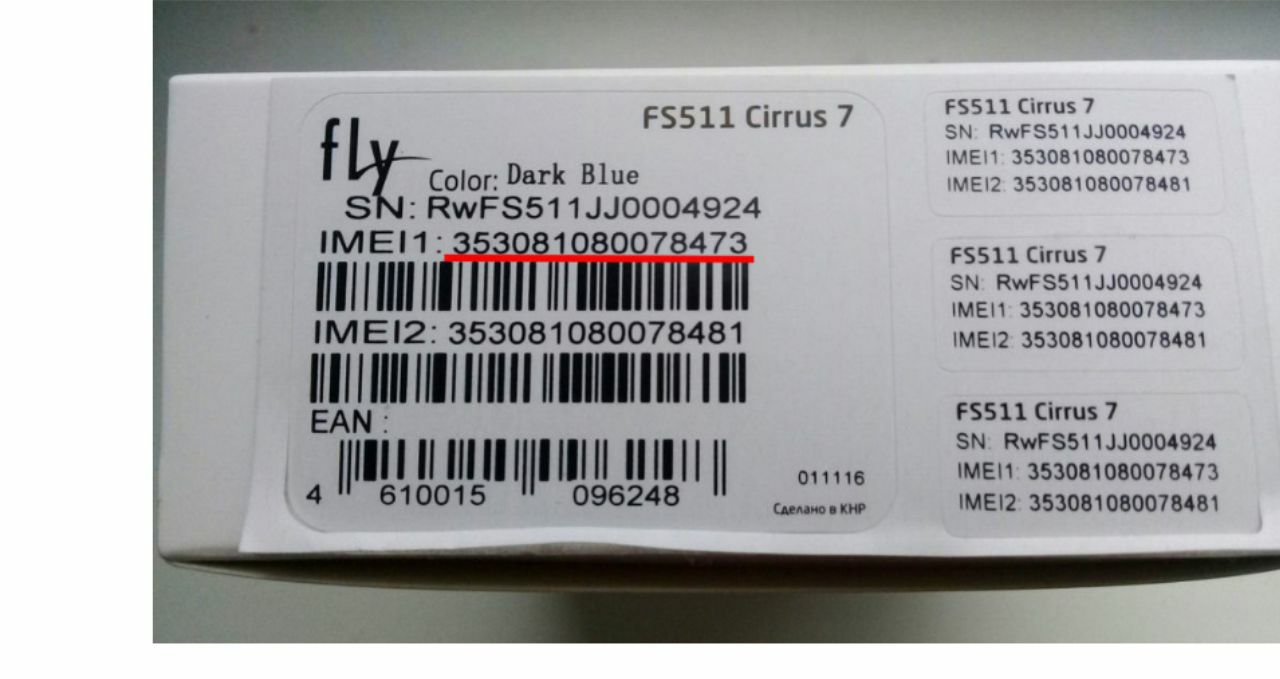 fly
FS511 Cirrus 7
Color: Dark Blue
SN: RwFS511JJ0004924
IMEI1: 353081080078473
IMEI2: 353081080078481
EAN :
4 610015 096248
011116
Сделано в КНР
FS511 Cirrus 7
SN: RwFS511JJ0004924
IMEI1: 353081080078473
IMEI2: 353081080078481
FS511 Cirrus 7
SN: RwFS511JJ0004924
IMEI1: 353081080078473
IMEI2: 353081080078481
FS511 Cirrus 7
SN: RwFS511JJ0004924
IMEI1: 353081080078473
IMEI2: 353081080078481